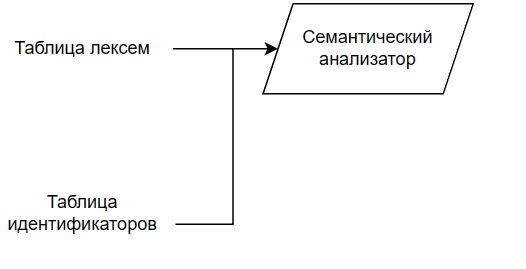 Таблица лексем
Семантический
анализатор
Таблица
идентификаторов